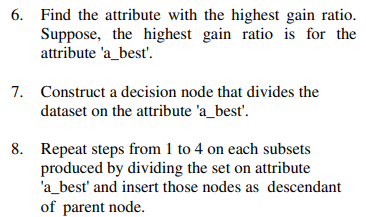 6. Find the attribute with the highest gain ratio.
Suppose, the highest gain ratio is for the
attribute 'a_best'.
7. Construct a decision node that divides the
dataset on the attribute 'a_best'.
8. Repeat steps from 1 to 4 on each subsets
produced by dividing the set on attribute
'a_best' and insert those nodes as descendant
of parent node.